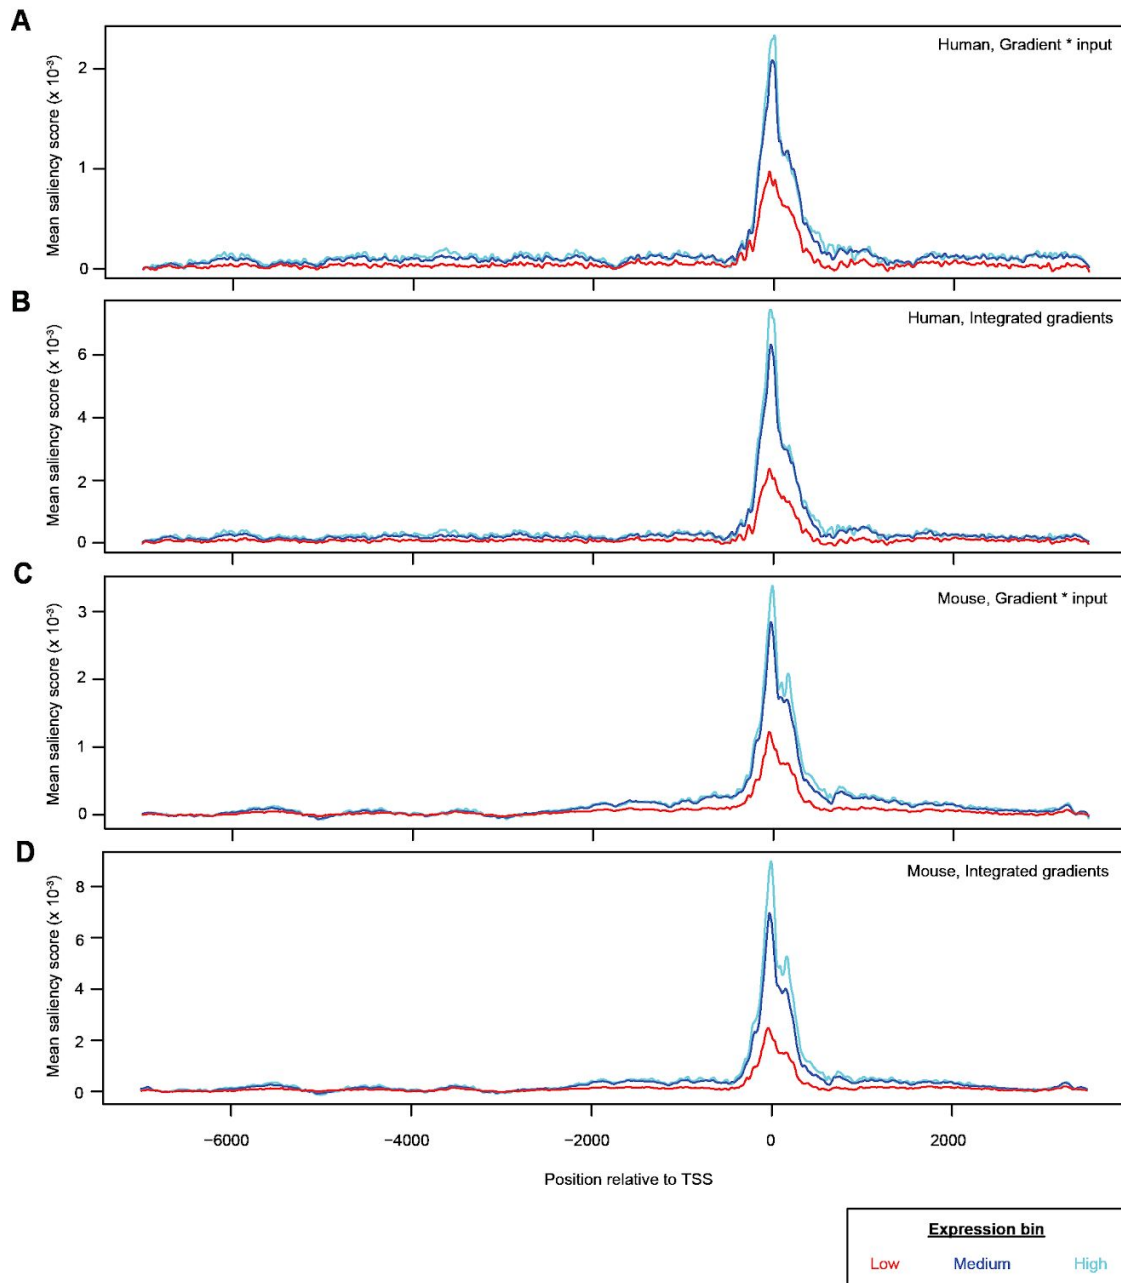 A
Mean saliency score (x 10⁻³)
2
1
0
Human, Gradient * input
B
Mean saliency score (x 10⁻³)
6
4
2
0
Human, Integrated gradients
C
Mean saliency score (x 10⁻³)
3
2
1
0
Mouse, Gradient * input
D
Mean saliency score (x 10⁻³)
8
6
4
2
0
Mouse, Integrated gradients
−6000 −4000 −2000 0 2000
Position relative to TSS
Expression bin
Low Medium High